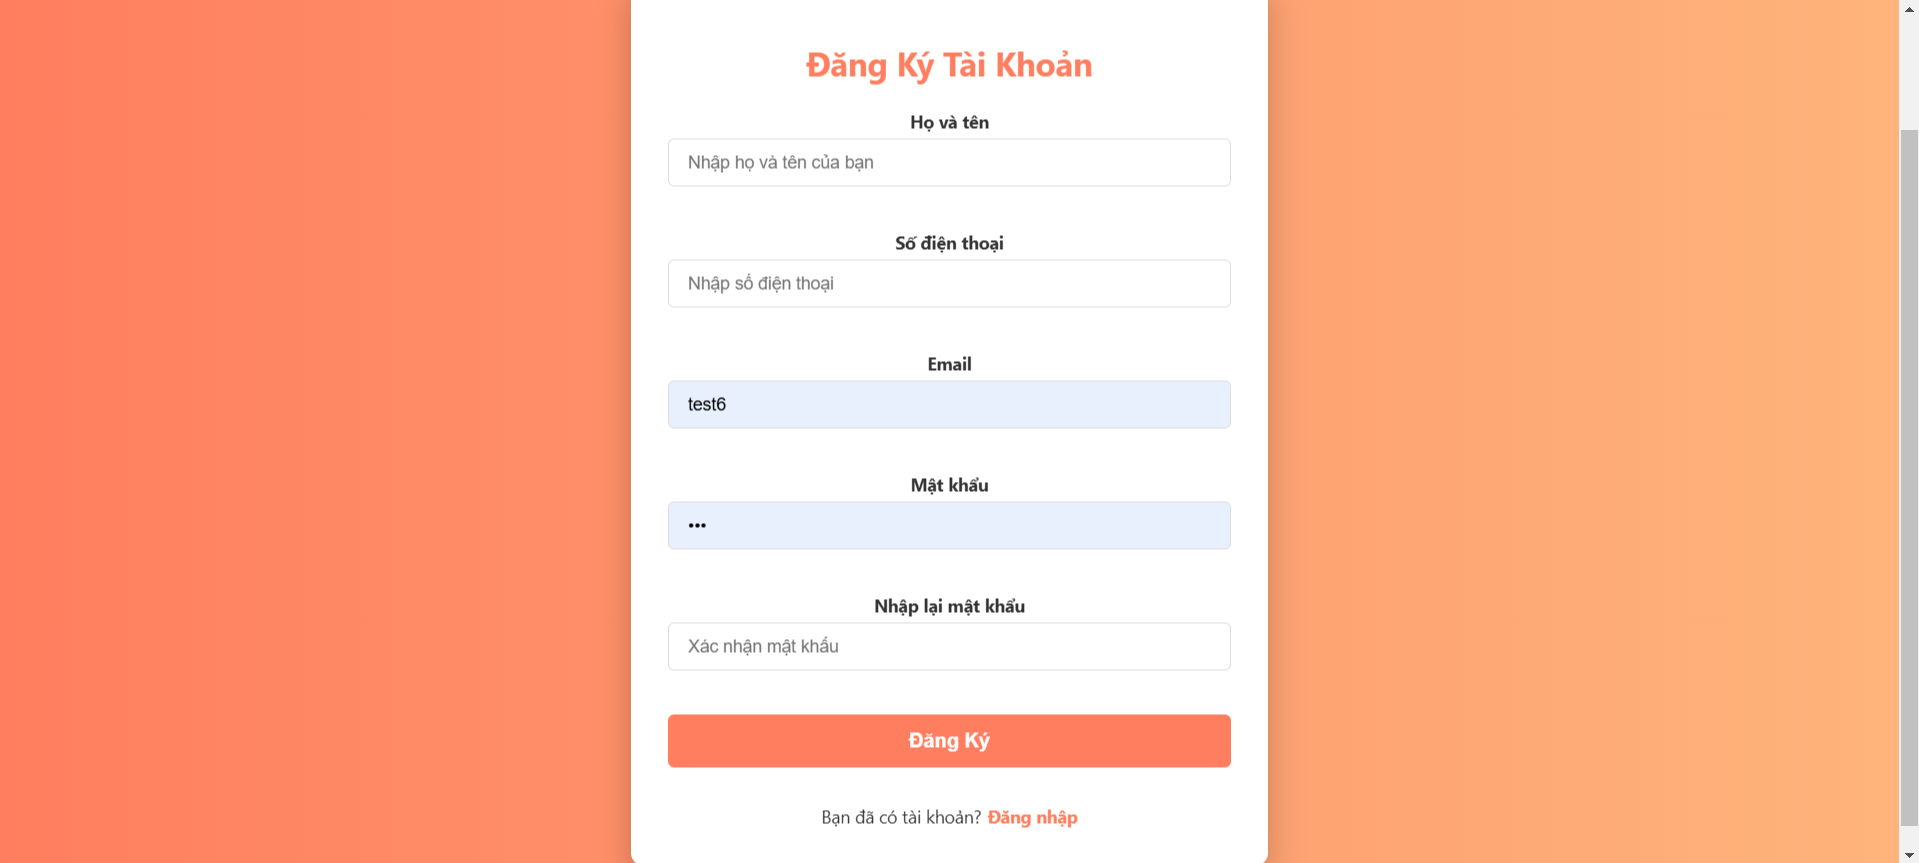 Đăng Ký Tài Khoản
Họ và tên
Nhập họ và tên của bạn
Số điện thoại
Nhập số điện thoại
Email
test6
Mật khẩu
•••
Nhập lại mật khẩu
Xác nhận mật khẩu
Đăng Ký
Bạn đã có tài khoản? Đăng nhập